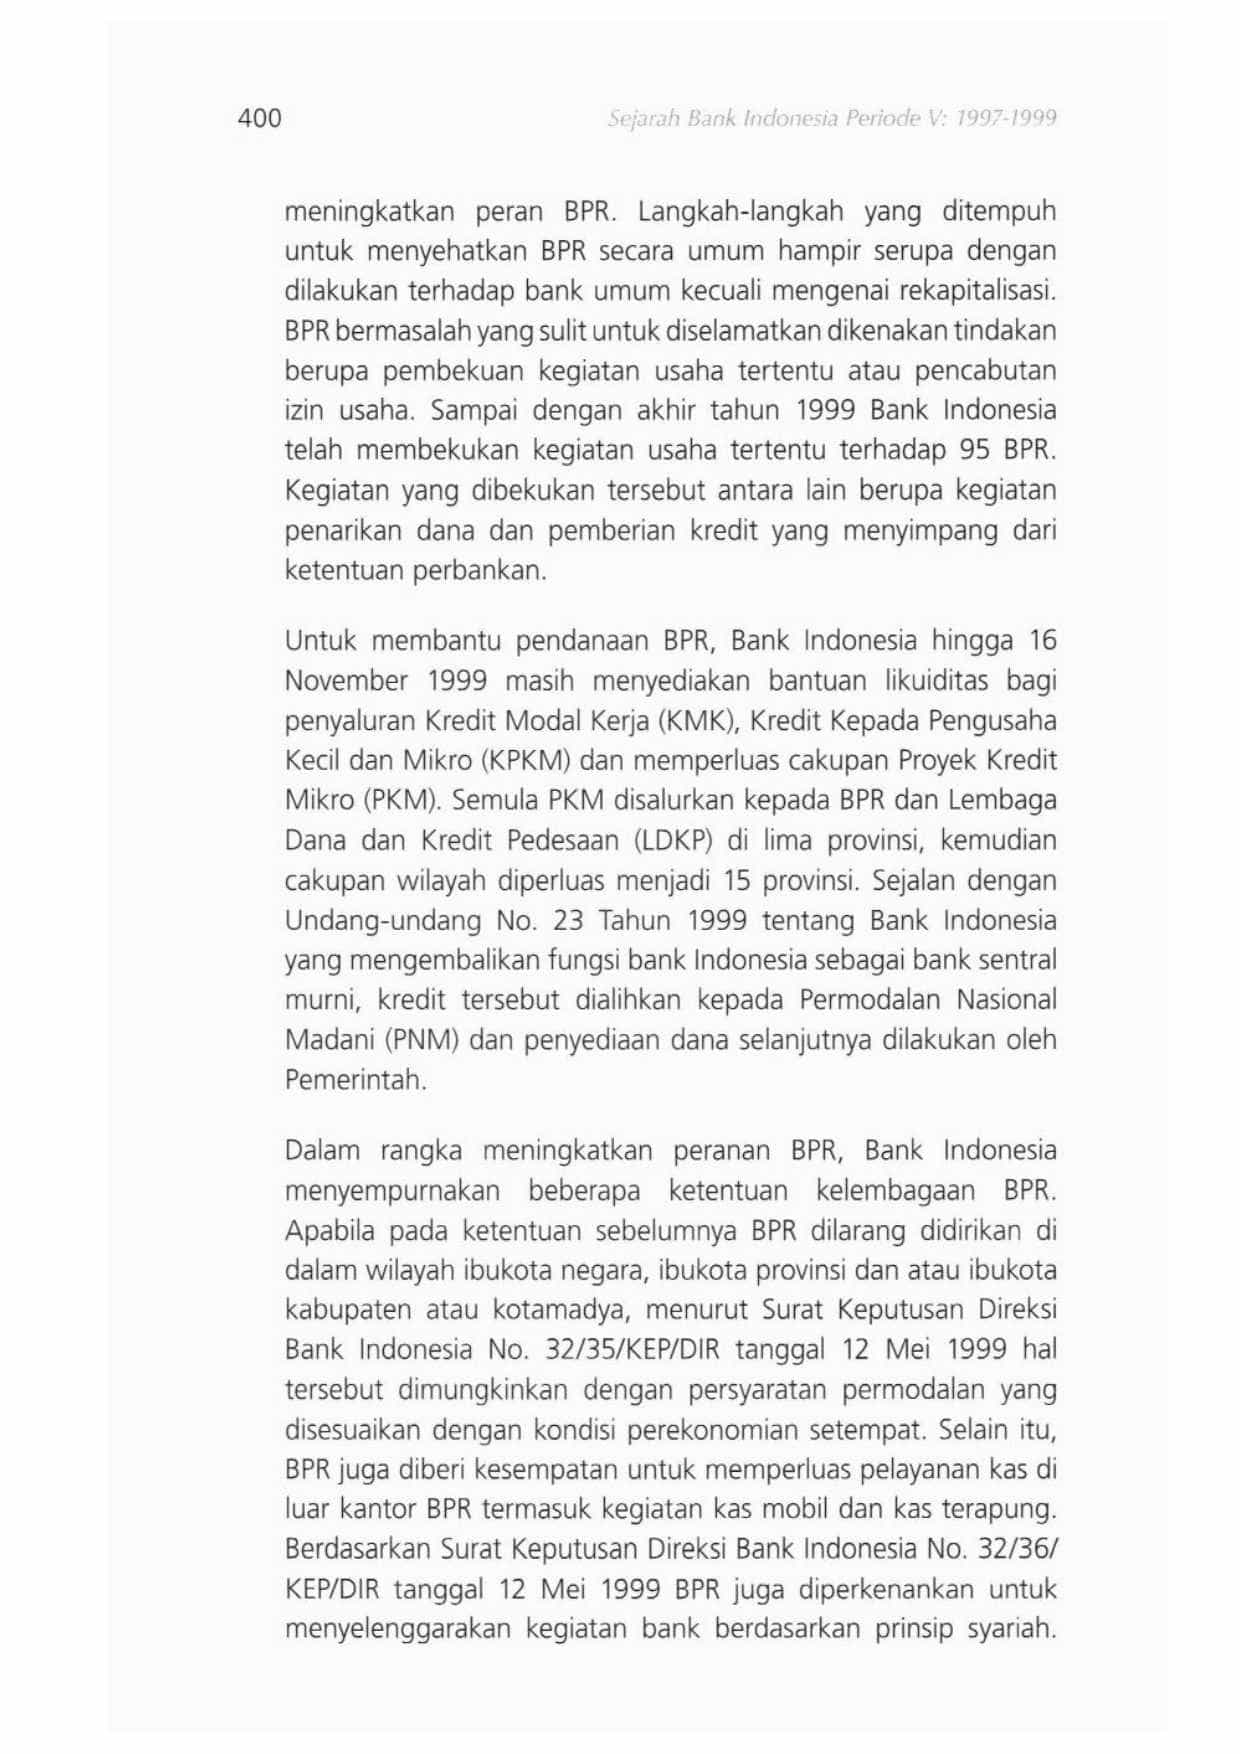 400
Sejarah Bank Indonesia Periode V: 1997-1999
meningkatkan peran BPR. Langkah-langkah yang ditempuh
untuk menyehatkan BPR secara umum hampir serupa dengan
dilakukan terhadap bank umum kecuali mengenai rekapitalisasi.
BPR bermasalah yang sulit untuk diselamatkan dikenakan tindakan
berupa pembekuan kegiatan usaha tertentu atau pencabutan
izin usaha. Sampai dengan akhir tahun 1999 Bank Indonesia
telah membekukan kegiatan usaha tertentu terhadap 95 BPR.
Kegiatan yang dibekukan tersebut antara lain berupa kegiatan
penarikan dana dan pemberian kredit yang menyimpang dari
ketentuan perbankan.
Untuk membantu pendanaan BPR, Bank Indonesia hingga 16
November 1999 masih menyediakan bantuan likuiditas bagi
penyaluran Kredit Modal Kerja (KMK), Kredit Kepada Pengusaha
Kecil dan Mikro (KPKM) dan memperluas cakupan Proyek Kredit
Mikro (PKM). Semula PKM disalurkan kepada BPR dan Lembaga
Dana dan Kredit Pedesaan (LDKP) di lima provinsi, kemudian
cakupan wilayah diperluas menjadi 15 provinsi. Sejalan dengan
Undang-undang No. 23 Tahun 1999 tentang Bank Indonesia
yang mengembalikan fungsi bank Indonesia sebagai bank sentral
murni, kredit tersebut dialihkan kepada Permodalan Nasional
Madani (PNM) dan penyediaan dana selanjutnya dilakukan oleh
Pemerintah.
Dalam rangka meningkatkan peranan BPR, Bank Indonesia
menyempurnakan beberapa ketentuan kelembagaan BPR.
Apabila pada ketentuan sebelumnya BPR dilarang didirikan di
dalam wilayah ibukota negara, ibukota provinsi dan atau ibukota
kabupaten atau kotamadya, menurut Surat Keputusan Direksi
Bank Indonesia No. 32/35/KEP/DIR tanggal 12 Mei 1999 hal
tersebut dimungkinkan dengan persyaratan permodalan yang
disesuaikan dengan kondisi perekonomian setempat. Selain itu,
BPR juga diberi kesempatan untuk memperluas pelayanan kas di
luar kantor BPR termasuk kegiatan kas mobil dan kas terapung.
Berdasarkan Surat Keputusan Direksi Bank Indonesia No. 32/36/
KEP/DIR tanggal 12 Mei 1999 BPR juga diperkenankan untuk
menyelenggarakan kegiatan bank berdasarkan prinsip syariah.